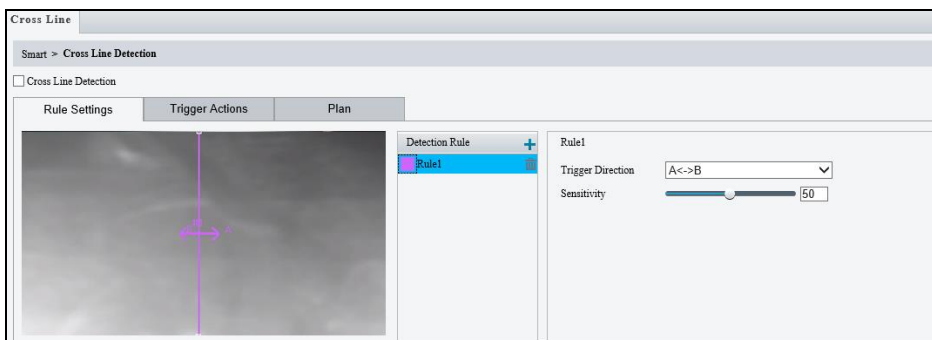 Cross Line
Smart > Cross Line Detection
Cross Line Detection
Rule Settings Trigger Actions Plan
Detection Rule +
Rule1
Rule1
Trigger Direction A<->B
Sensitivity 50
A